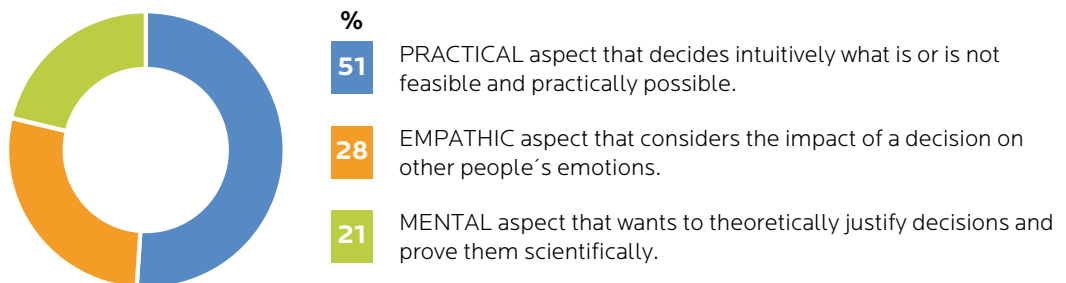 %
51
PRACTICAL aspect that decides intuitively what is or is not
feasible and practically possible.
28
EMPATHIC aspect that considers the impact of a decision on
other people´s emotions.
21
MENTAL aspect that wants to theoretically justify decisions and
prove them scientifically.